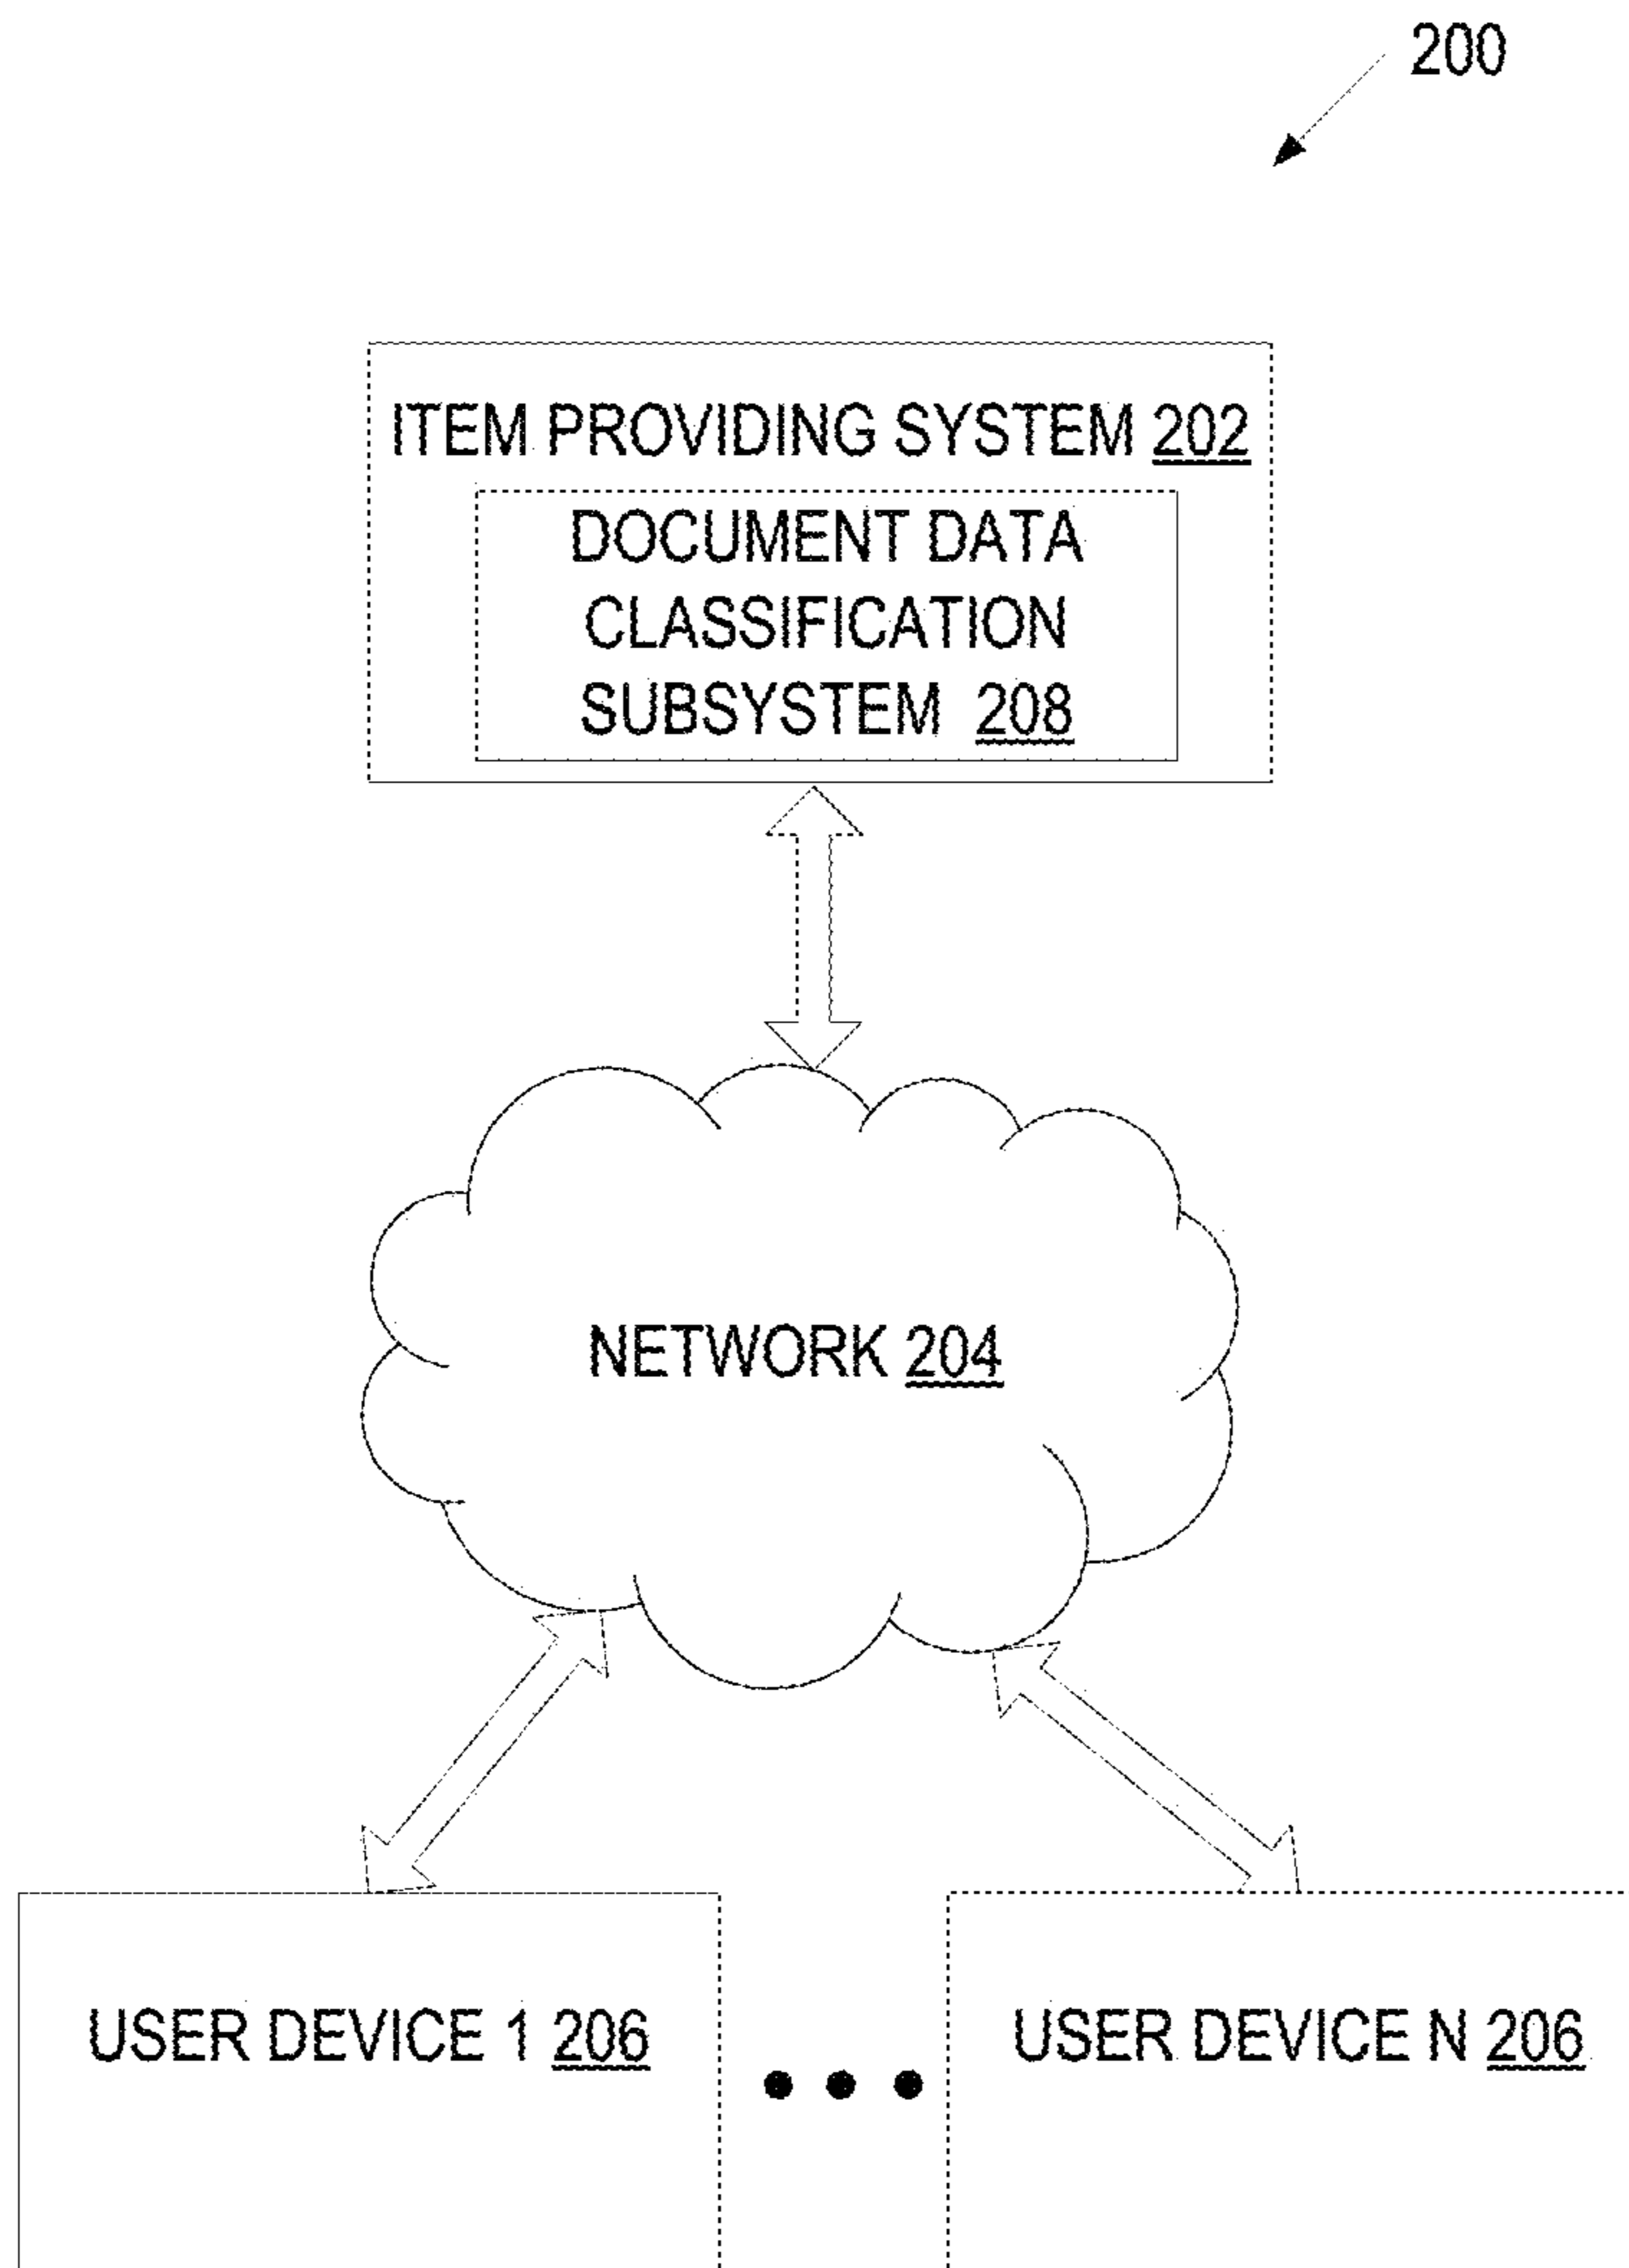 200
ITEM PROVIDING SYSTEM 202
DOCUMENT DATA
CLASSIFICATION
SUBSYSTEM 208
NETWORK 204
USER DEVICE 1 206
USER DEVICE N 206